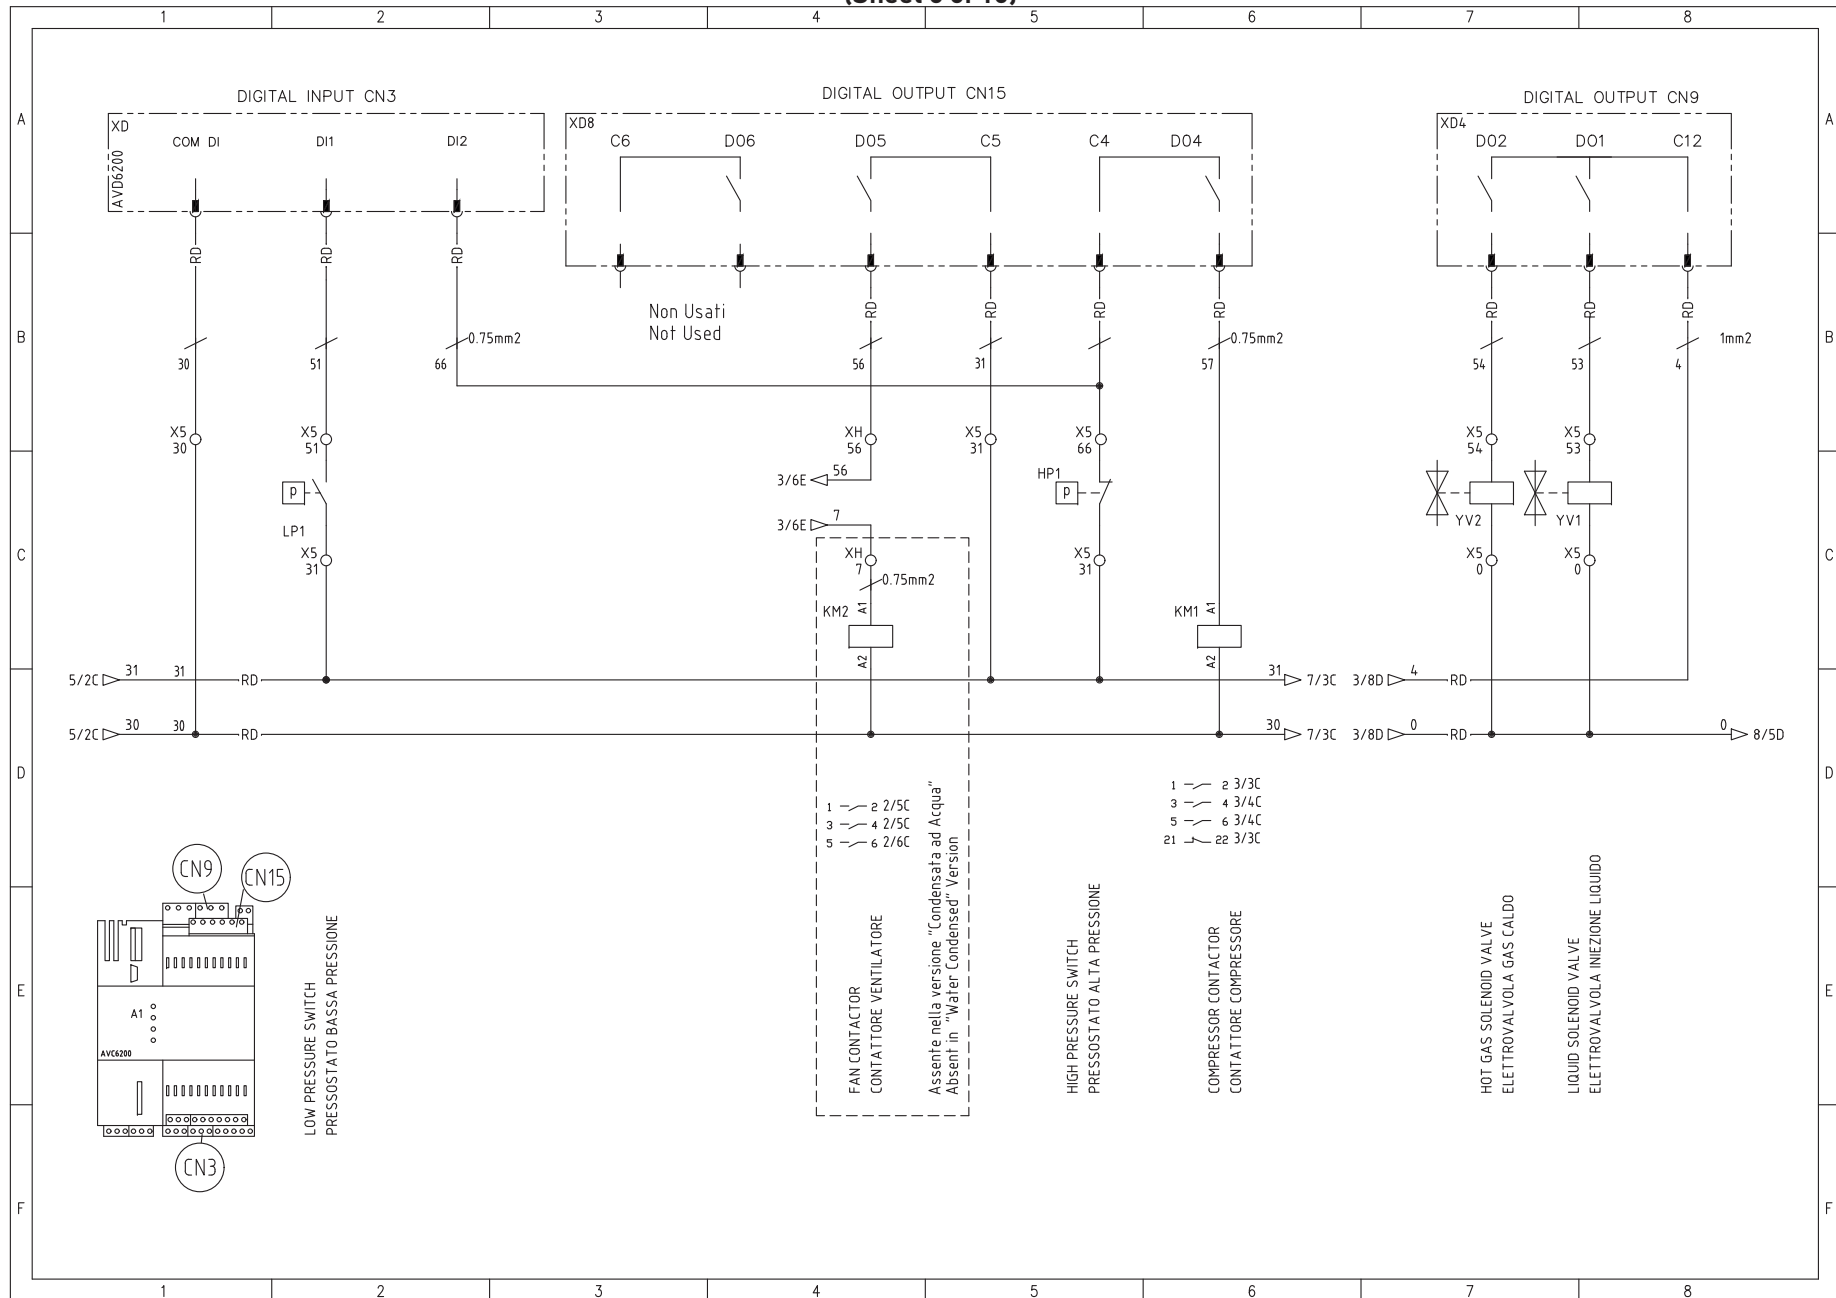 1 2 3 4 5 6 7 8
DIGITAL INPUT CN3
DIGITAL OUTPUT CN15
DIGITAL OUTPUT CN9
A A
XD
AVD6200
COM DI DI1 DI2
XD8
C6 DO6 DO5 C5 C4 DO4
XD4
DO2 DO1 C12
RD RD RD
RD RD RD RD RD RD RD
Non Usati
Not Used
B B
0.75mm2 0.75mm2 1mm2
30 51 66 56 31 57 54 53 4
X5 X5 XH X5 X5 X5 X5
30 51 56 31 66 54 53
3/6E 56
HP1
P P
LP1
YV2 YV1
3/6E 7
C C
X5 XH X5 X5 X5
31 7 31 0 0
0.75mm2
KM2 A1 A2
KM1 A1 A2
5/2C 31 31 RD 31 7/3C 3/8D 4 RD
5/2C 30 30 RD 30 7/3C 3/8D 0 RD 0 8/5D
D D
1 2 2/5C
3 4 2/5C
5 6 2/6C
1 2 3/3C
3 4 3/4C
5 6 3/4C
21 22 3/3C
CN9
CN15
A1
AVC6200
CN3
E E
LOW PRESSURE SWITCH
PRESSOSTATO BASSA PRESSIONE
FAN CONTACTOR
CONTATTORE VENTILATORE
Assente nella versione "Condensata ad Acqua"
Absent in "Water Condensed" Version
HIGH PRESSURE SWITCH
PRESSOSTATO ALTA PRESSIONE
COMPRESSOR CONTACTOR
CONTATTORE COMPRESSORE
HOT GAS SOLENOID VALVE
ELETTROVALVOLA GAS CALDO
LIQUID SOLENOID VALVE
ELETTROVALVOLA INIEZIONE LIQUIDO
F F
1 2 3 4 5 6 7 8